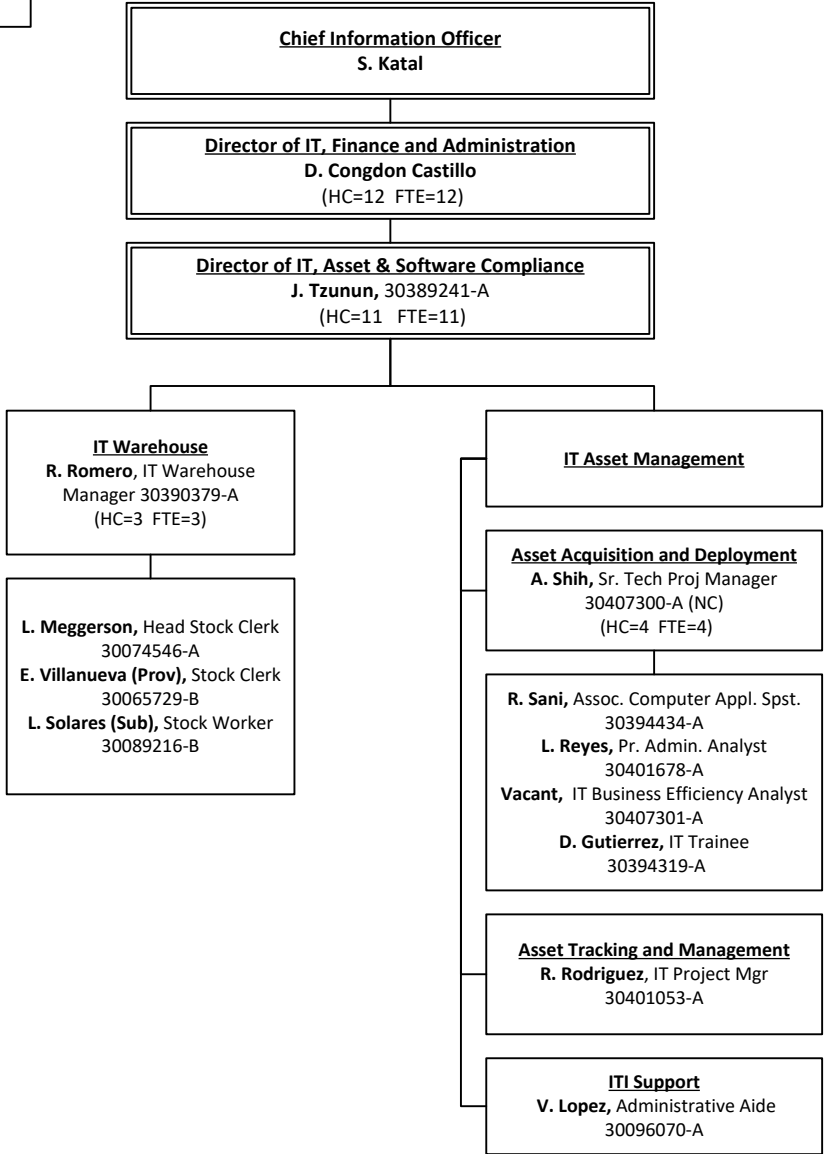 Chief Information Officer
S. Katal
Director of IT, Finance and Administration
D. Congdon Castillo
(HC=12 FTE=12)
Director of IT, Asset & Software Compliance
J. Tzunun, 30389241-A
(HC=11 FTE=11)
IT Warehouse
R. Romero, IT Warehouse
Manager 30390379-A
(HC=3 FTE=3)
L. Meggerson, Head Stock Clerk
30074546-A
E. Villanueva (Prov), Stock Clerk
30065729-B
L. Solares (Sub), Stock Worker
30089216-B
IT Asset Management
Asset Acquisition and Deployment
A. Shih, Sr. Tech Proj Manager
30407300-A (NC)
(HC=4 FTE=4)
R. Sani, Assoc. Computer Appl. Spst.
30394434-A
L. Reyes, Pr. Admin. Analyst
30401678-A
Vacant, IT Business Efficiency Analyst
30407301-A
D. Gutierrez, IT Trainee
30394319-A
Asset Tracking and Management
R. Rodriguez, IT Project Mgr
30401053-A
ITI Support
V. Lopez, Administrative Aide
30096070-A